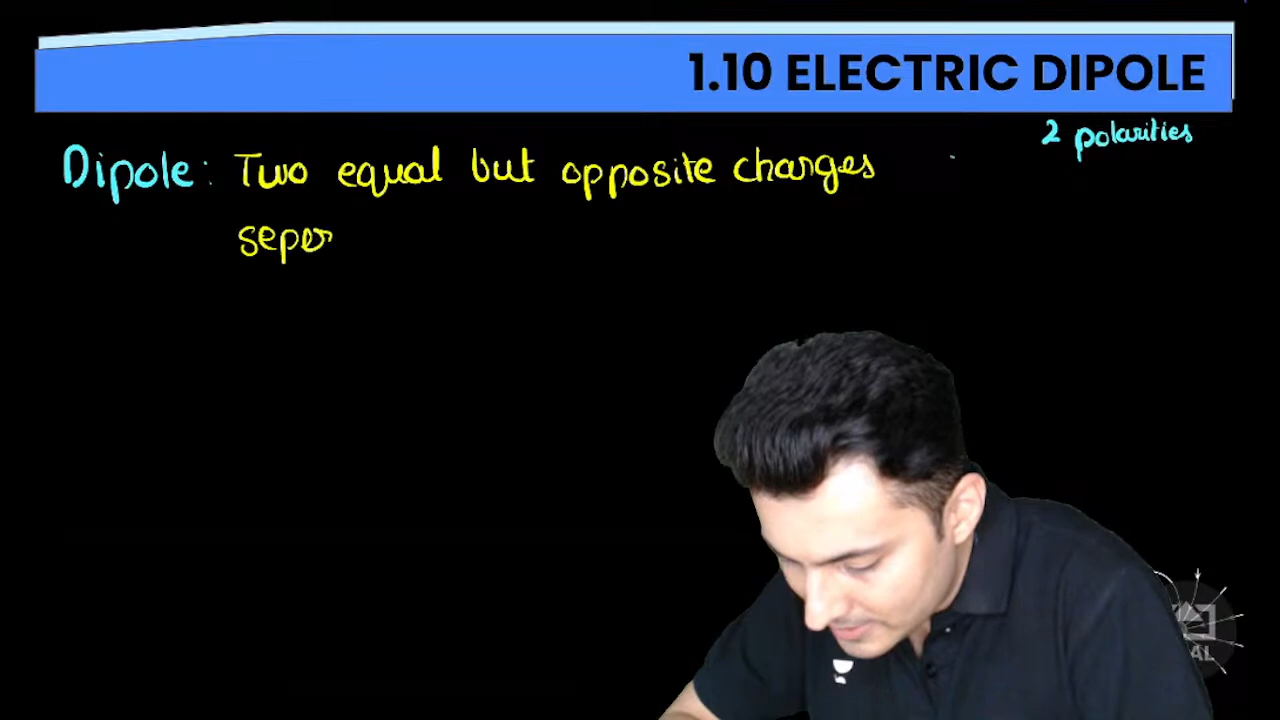 1.10 ELECTRIC DIPOLE
2 polarities
Dipole: Two equal but opposite charges
seper